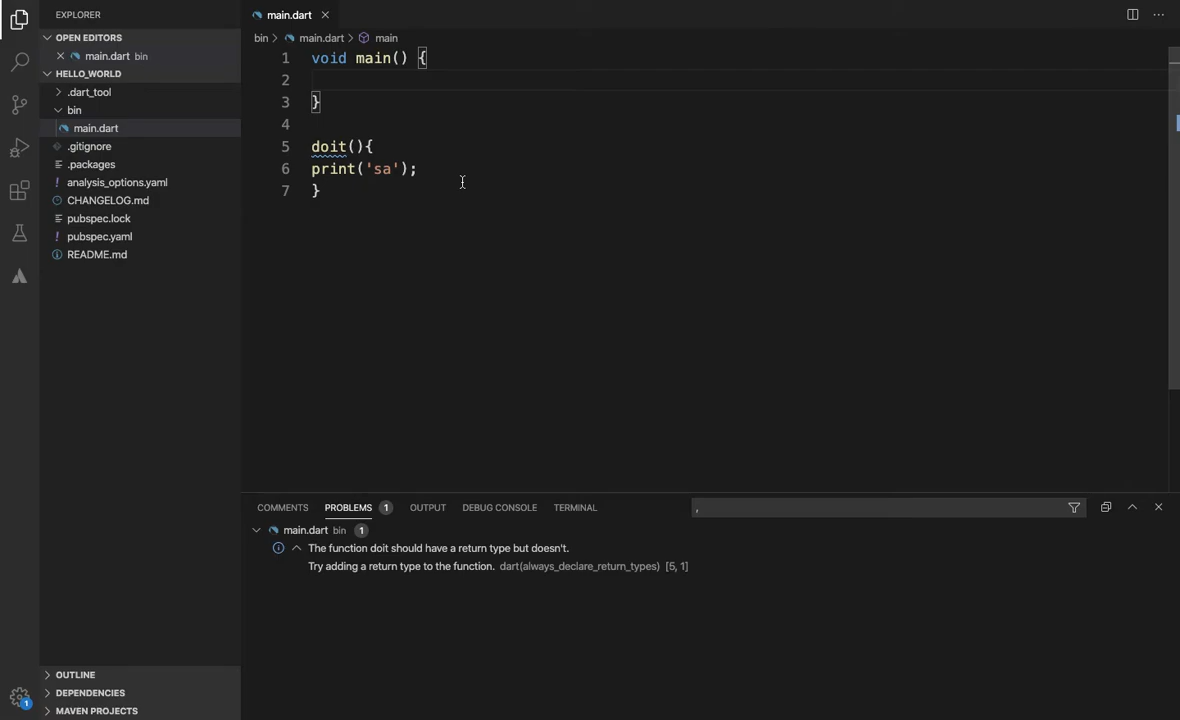 EXPLORER
OPEN EDITORS
main.dart bin
HELLO_WORLD
.dart_tool
bin
main.dart
.gitignore
.packages
! analysis_options.yaml
CHANGELOG.md
pubspec.lock
! pubspec.yaml
README.md
OUTLINE
DEPENDENCIES
MAVEN PROJECTS
1
main.dart
bin > main.dart > main
1 void main() {
2
3 }
4
5 doit(){
6 print('sa');
7 }
COMMENTS PROBLEMS 1 OUTPUT DEBUG CONSOLE TERMINAL ,
main.dart bin 1
The function doit should have a return type but doesn't.
Try adding a return type to the function. dart(always_declare_return_types) [5, 1]